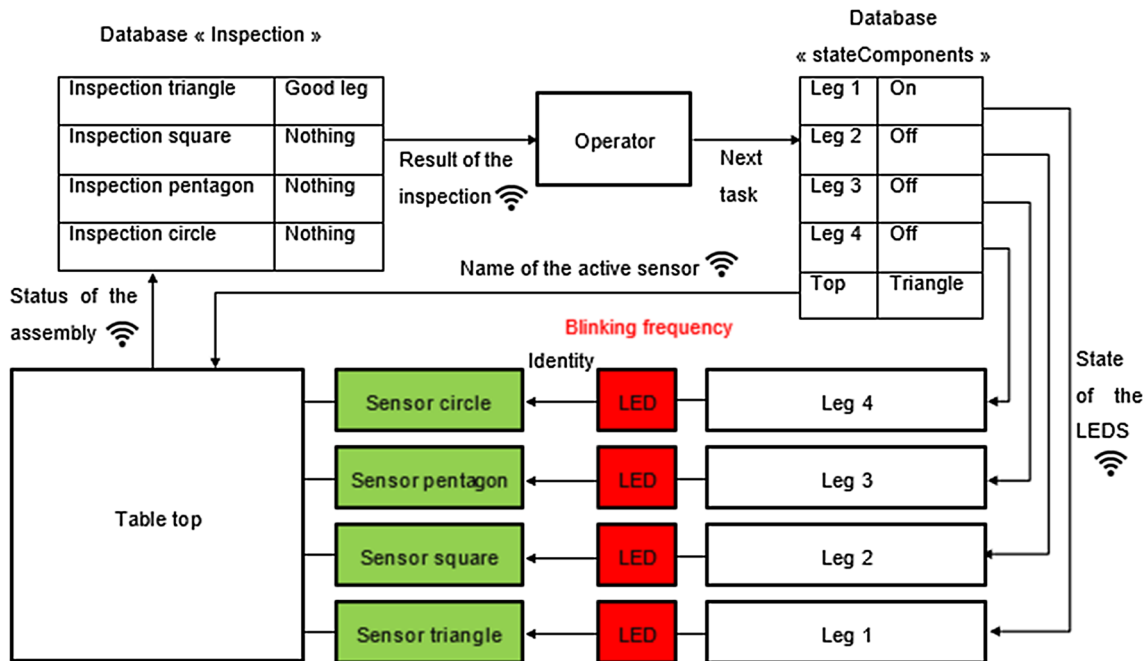 Database « Inspection »
Inspection triangle Good leg
Inspection square Nothing
Inspection pentagon Nothing
Inspection circle Nothing
Result of the
inspection
Operator
Next
task
Database
« stateComponents »
Leg 1 On
Leg 2 Off
Leg 3 Off
Leg 4 Off
Top Triangle
Name of the active sensor
Status of the
assembly
Blinking frequency
Identity
State
of the
LEDS
Table top
Sensor circle LED Leg 4
Sensor pentagon LED Leg 3
Sensor square LED Leg 2
Sensor triangle LED Leg 1